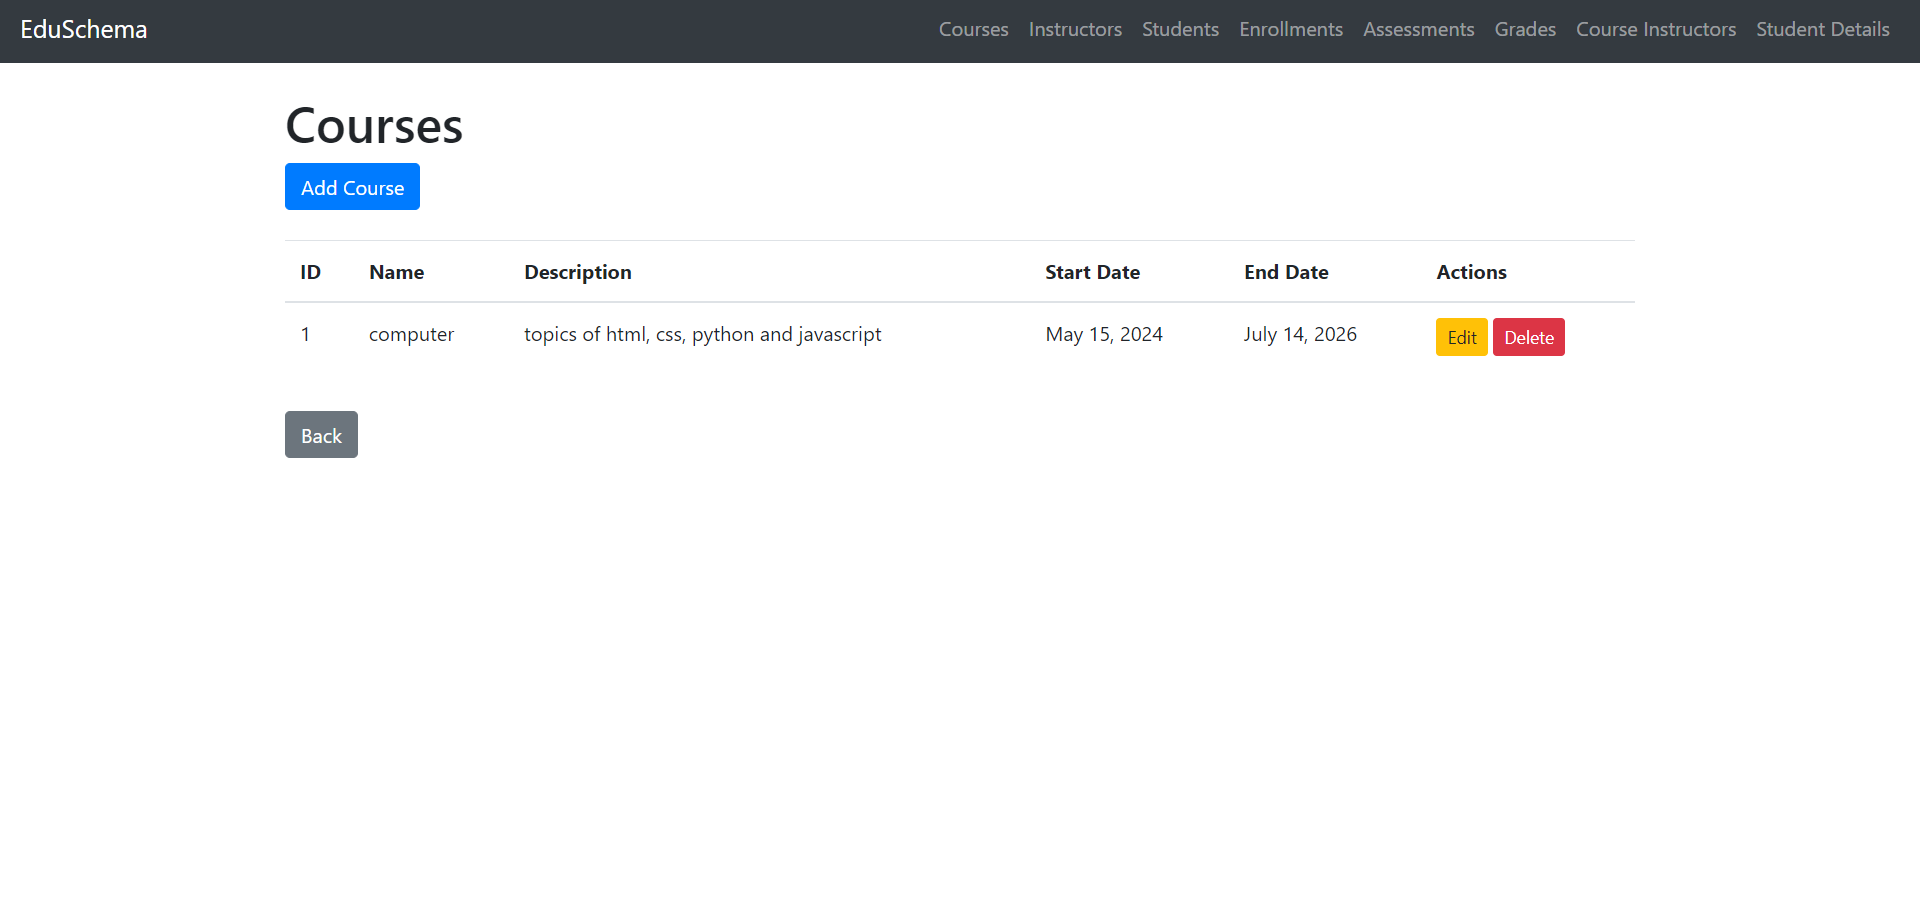 EduSchema Courses Instructors Students Enrollments Assessments Grades Course Instructors Student Details
Courses
Add Course
ID Name Description Start Date End Date Actions
1 computer topics of html, css, python and javascript May 15, 2024 July 14, 2026 Edit Delete
Back